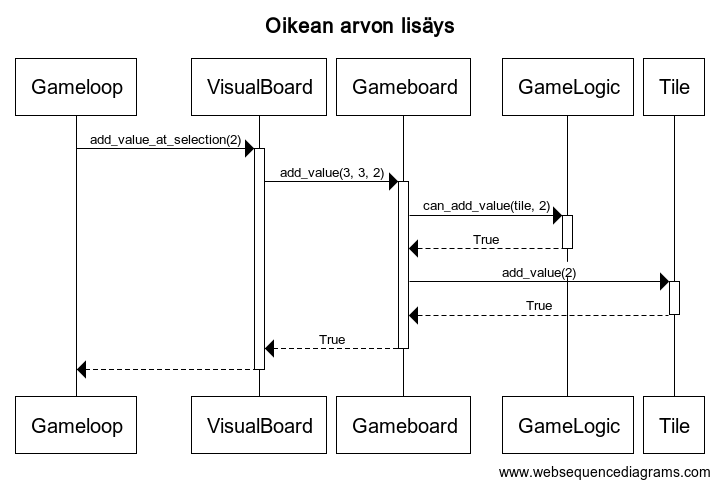 Oikean arvon lisäys
Gameloop VisualBoard Gameboard GameLogic Tile
add_value_at_selection(2)
add_value(3, 3, 2)
can_add_value(tile, 2)
True
add_value(2)
True
True
Gameloop VisualBoard Gameboard GameLogic Tile
www.websequencediagrams.com